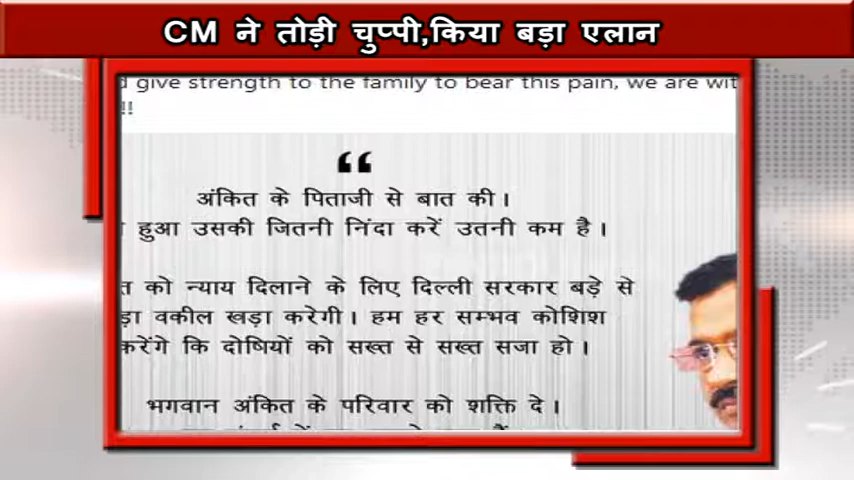 CM ने तोड़ी चुप्पी,किया बड़ा एलान
give strength to the family to bear this pain, we are
!!
“
अंकित के पिताजी से बात की।
हुआ उसकी जितनी निंदा करें उतनी कम है।
को न्याय दिलाने के लिए दिल्ली सरकार बड़े से
वकील खड़ा करेगी। हम हर सम्भव कोशिश
करेंगे कि दोषियों को सख्त से सख्त सजा हो।
भगवान अंकित के परिवार को शक्ति दे।